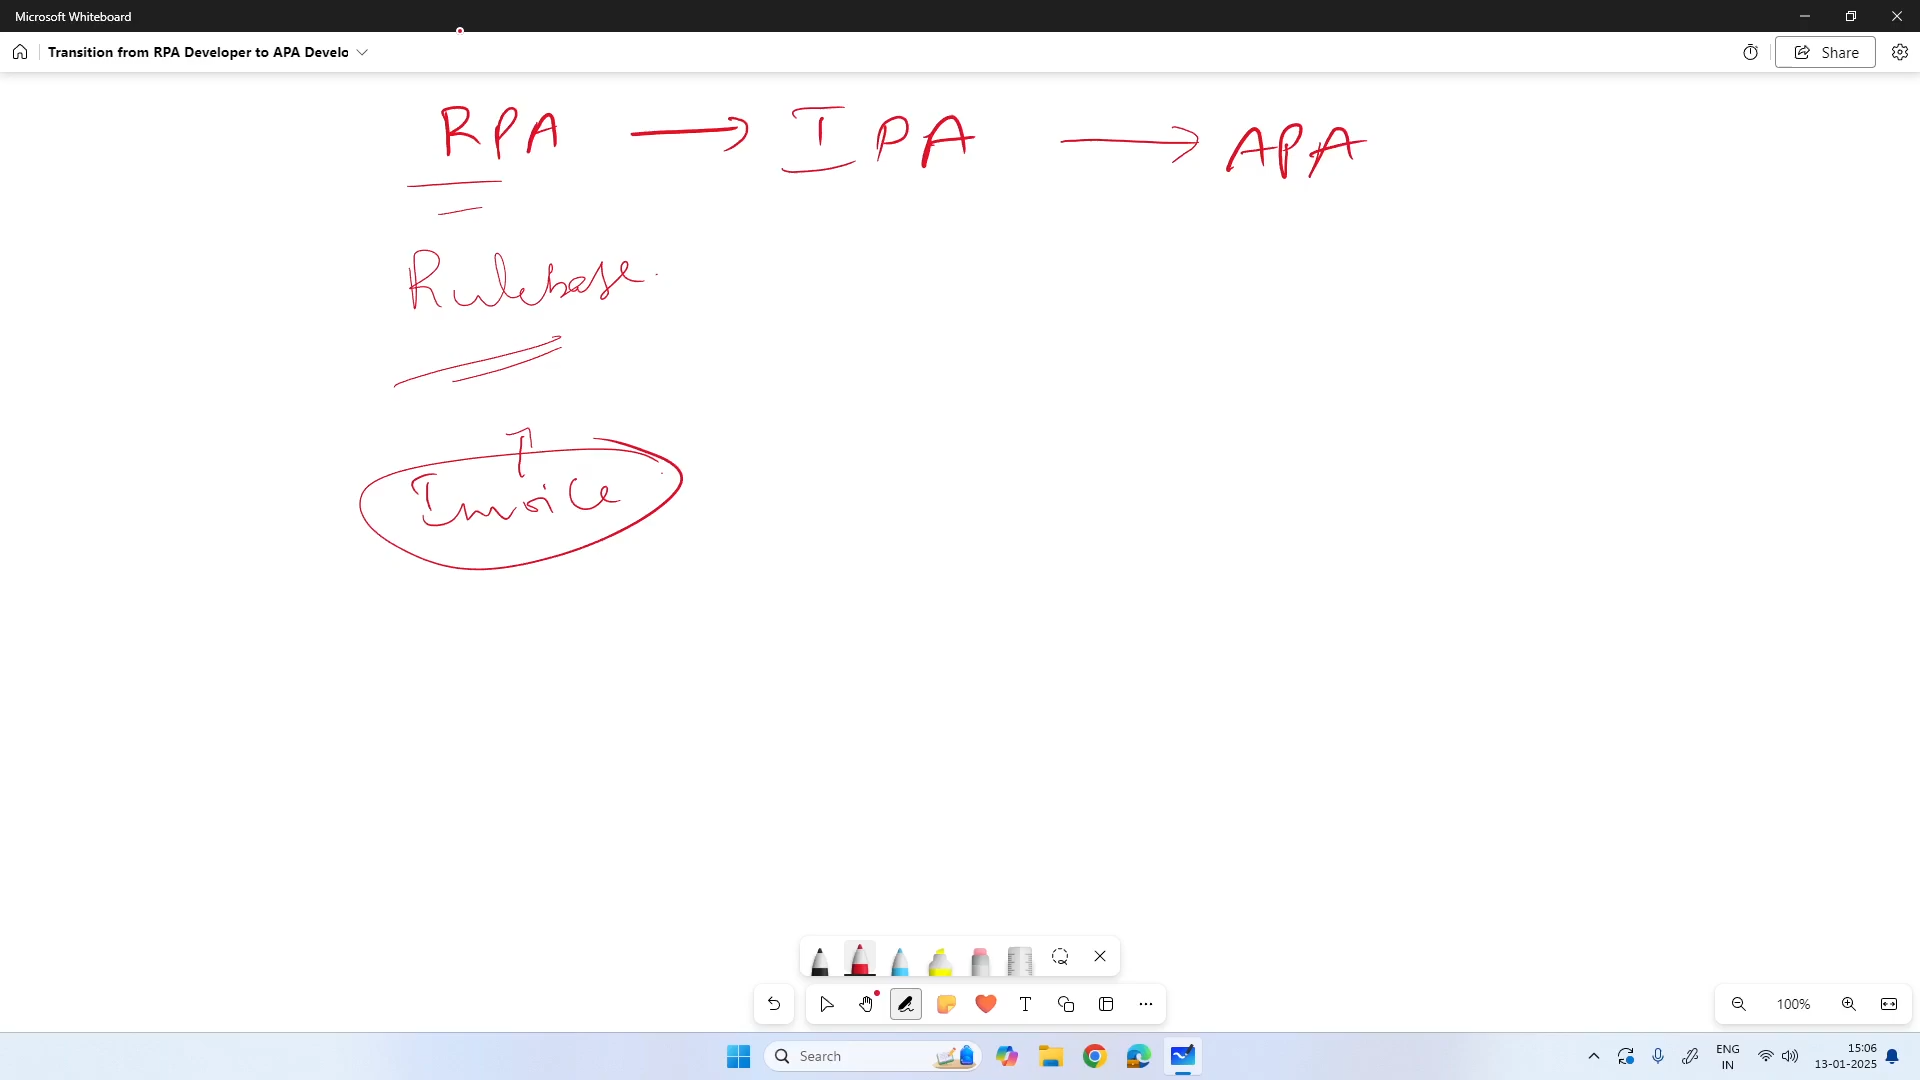 Microsoft Whiteboard
Transition from RPA Developer to APA Develo
Share
RPA → IPA → APA
Rulebase
Invoice
100%
Search
ENG
IN
15:06
13-01-2025